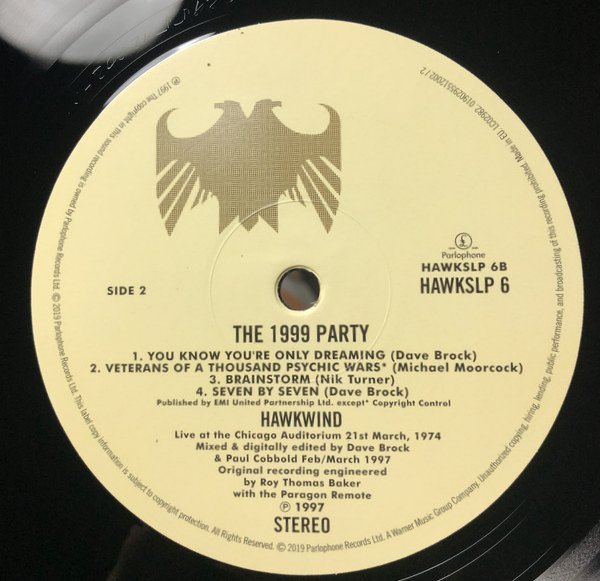 Parlophone
HAWKSLP 6B
SIDE 2
HAWKSLP 6
THE 1999 PARTY
1. YOU KNOW YOU'RE ONLY DREAMING (Dave Brock)
2. VETERANS OF A THOUSAND PSYCHIC WARS* (Michael Moorcock)
3. BRAINSTORM (Nik Turner)
4. SEVEN BY SEVEN (Dave Brock)
Published by EMI United Partnership Ltd. except* Copyright Control
HAWKWIND
Live at the Chicago Auditorium 21st March, 1974
Mixed & digitally edited by Dave Brock
& Paul Cobbold Feb/March 1997
Original recording engineered
by Roy Thomas Baker
with the Paragon Remote
℗ 1997
STEREO
℗ 1997 The copyright in this sound recording is owned by Parlophone Records Ltd. © 2019 Parlophone Records Ltd. This label copy information is the subject of copyright protection. All Rights Reserved. © 2019 Parlophone Records Ltd. A Warner Music Group Company. Unauthorized copying, hiring, lending, public performance, and broadcasting of this recording prohibited. Made in EU. LC02982. 0190295512002 / 2